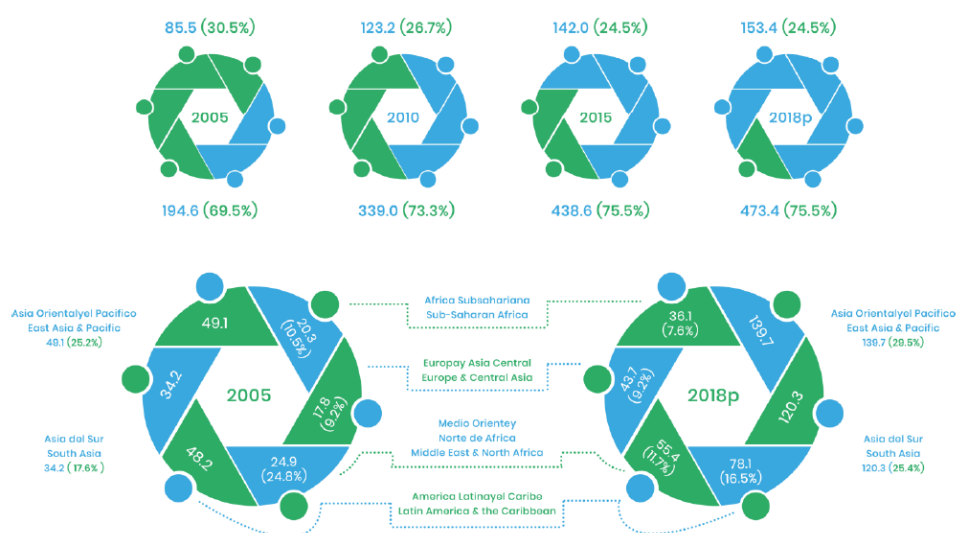 85.5 (30.5%)
123.2 (26.7%)
142.0 (24.5%)
153.4 (24.5%)
2005
2010
2015
2018p
194.6 (69.5%)
339.0 (73.3%)
438.6 (75.5%)
473.4 (75.5%)
Asia Orientalyel Pacifico
East Asia & Pacific
49.1 (25.2%)
Asia dal Sur
South Asia
34.2 ( 17.6% )
49.1
20.3
(10.5%)
34.2
2005
17.8
(9.2%)
48.2
24.9
(24.8%)
Africa Subsahariana
Sub-Saharan Africa
Europay Asia Central
Europe & Central Asia
Medio Orientey
Norte de Africa
Middle East & North Africa
America Latinayel Caribo
Latin America & the Caribbean
36.1
(7.6%)
139.7
43.7
(9.2%)
2018p
120.3
55.4
(11.7%)
78.1
(16.5%)
Asia Orientalyel Pacifico
East Asia & Pacific
139.7 (29.5%)
Asia dal Sur
South Asia
120.3 (25.4%)